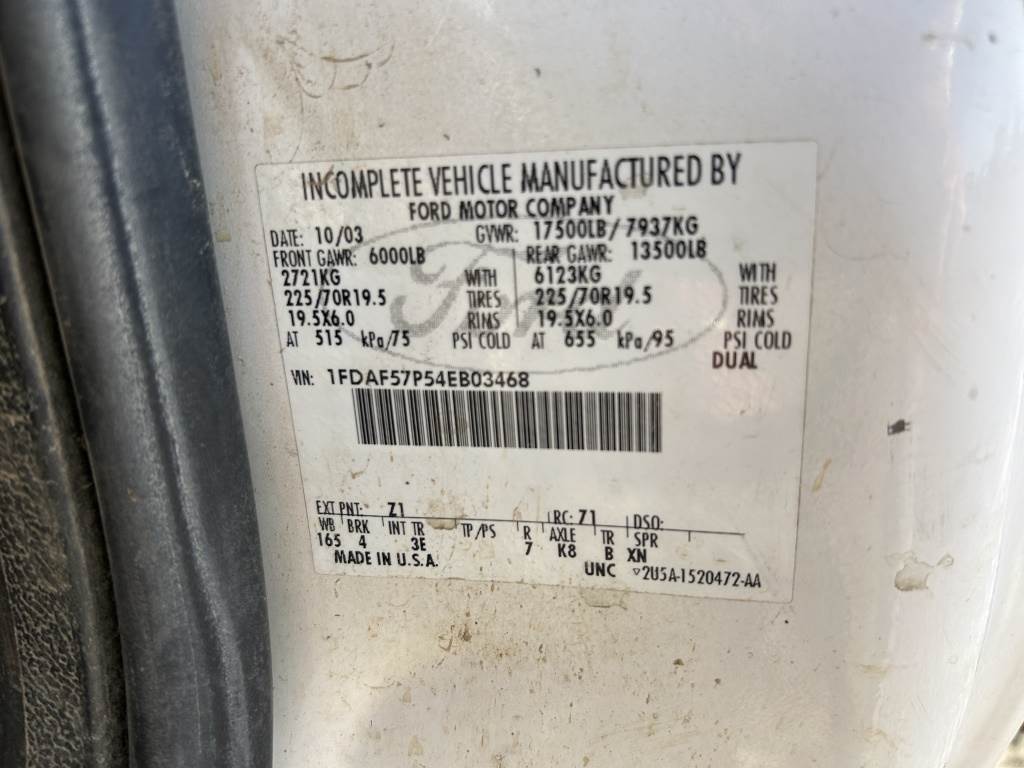 INCOMPLETE VEHICLE MANUFACTURED BY
FORD MOTOR COMPANY
DATE: 10/03 GVWR: 17500LB/ 7937KG
FRONT GAWR: 6000LB REAR GAWR: 13500LB
2721KG WITH 6123KG WITH
225/70R19.5 TIRES 225/70R19.5 TIRES
19.5X6.0 RIMS 19.5X6.0 RIMS
AT 515 kPa/75 PSI COLD AT 655 kPa/95 PSI COLD
DUAL
Ford
VIN: 1FDAF57P54EB03468
EXT PNT: Z1 RC: 71 DSO:
WB BRK INT TR TP/PS R AXLE TR SPR
165 4 3E 7 K8 B XN
MADE IN U.S.A. UNC ▿2U5A-1520472-AA